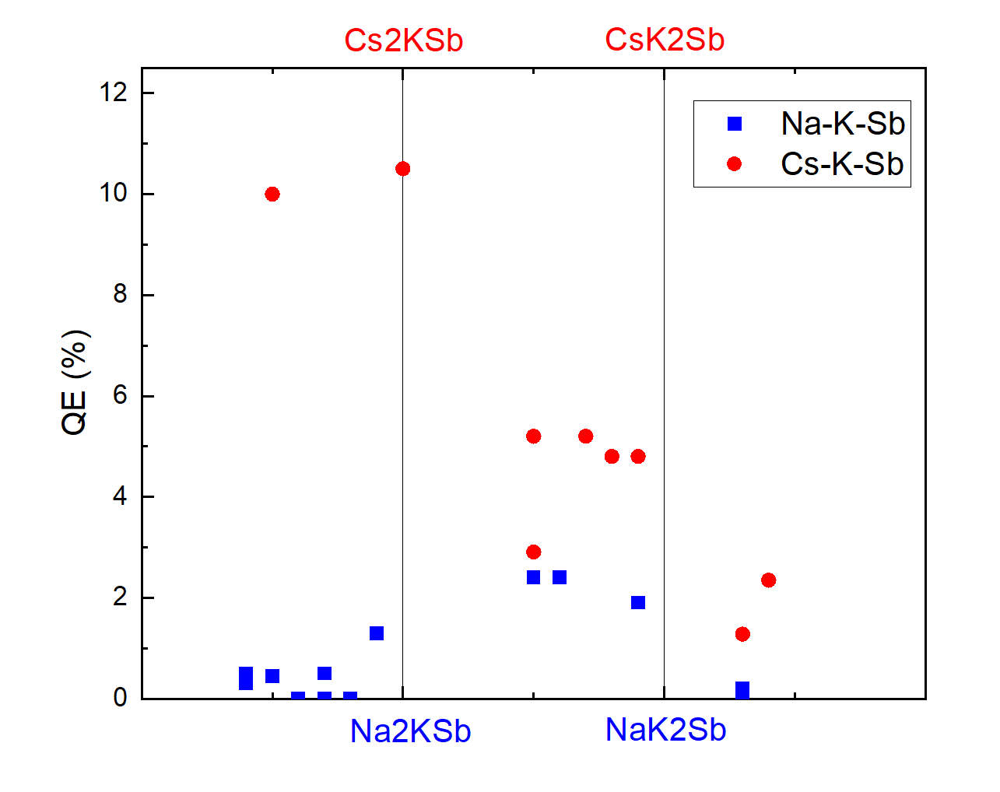 Cs2KSb CsK2Sb
12
Na-K-Sb
Cs-K-Sb
10
8
QE (%)
6
4
2
0
Na2KSb NaK2Sb